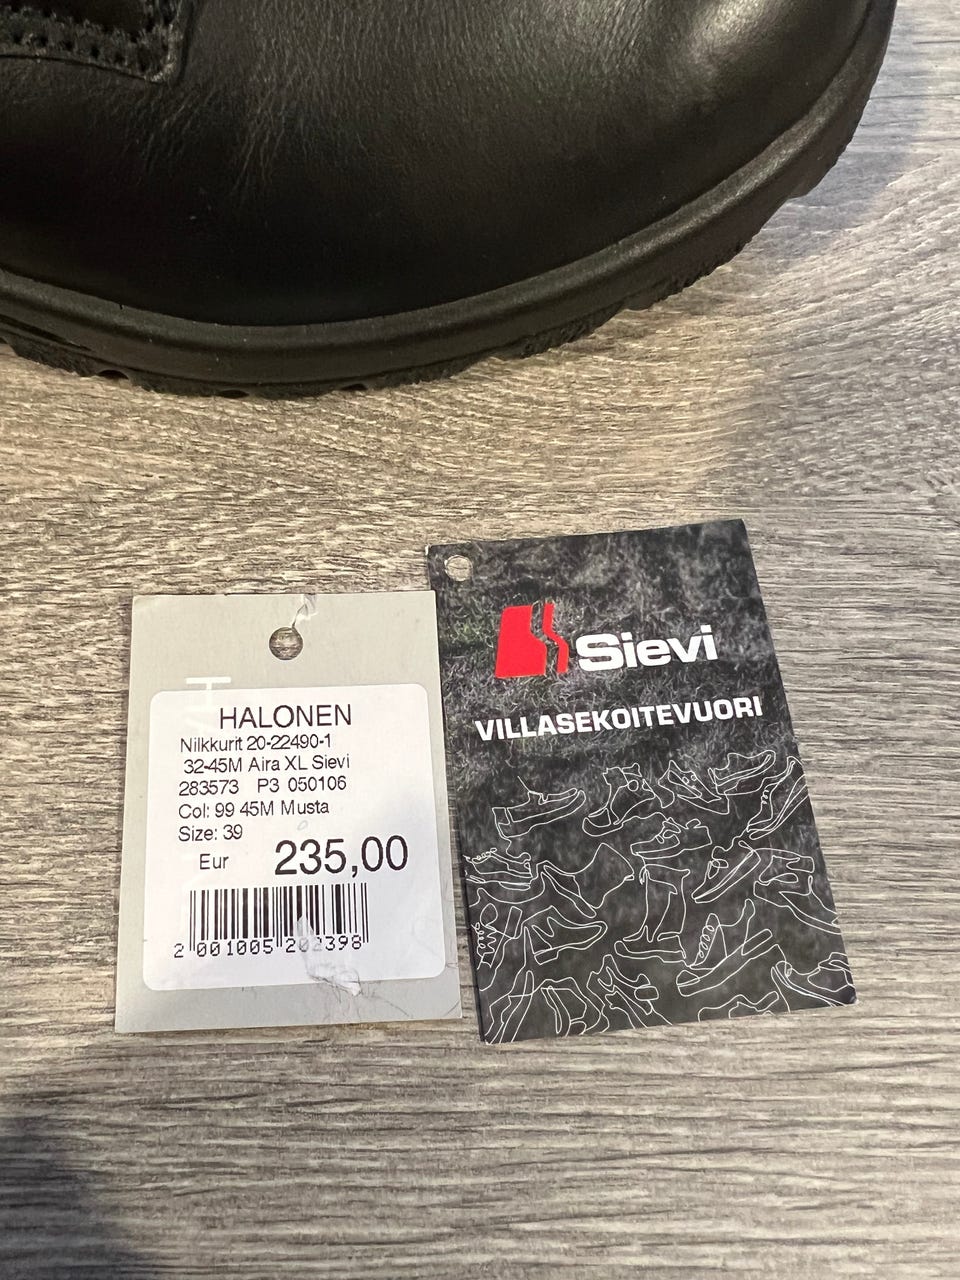 HALONEN
Nilkkurit 20-22490-1
32-45M Aira XL Sievi
283573 P3 050106
Col: 99 45M Musta
Size: 39
Eur 235,00
2 001005 202398
Sievi
VILLASEKOITEVUORI